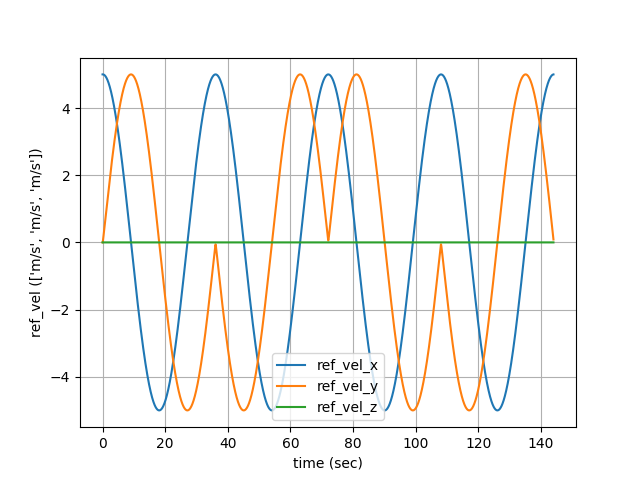 4
2
0
−2
−4
ref_vel (['m/s', 'm/s', 'm/s'])
ref_vel_x
ref_vel_y
ref_vel_z
0 20 40 60 80 100 120 140
time (sec)